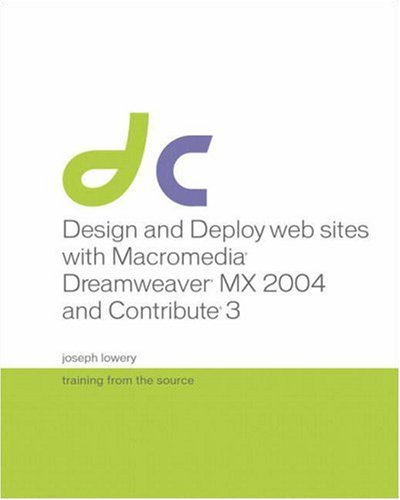 dc
Design and Deploy web sites
with Macromedia®
Dreamweaver® MX 2004
and Contribute® 3
joseph lowery
training from the source